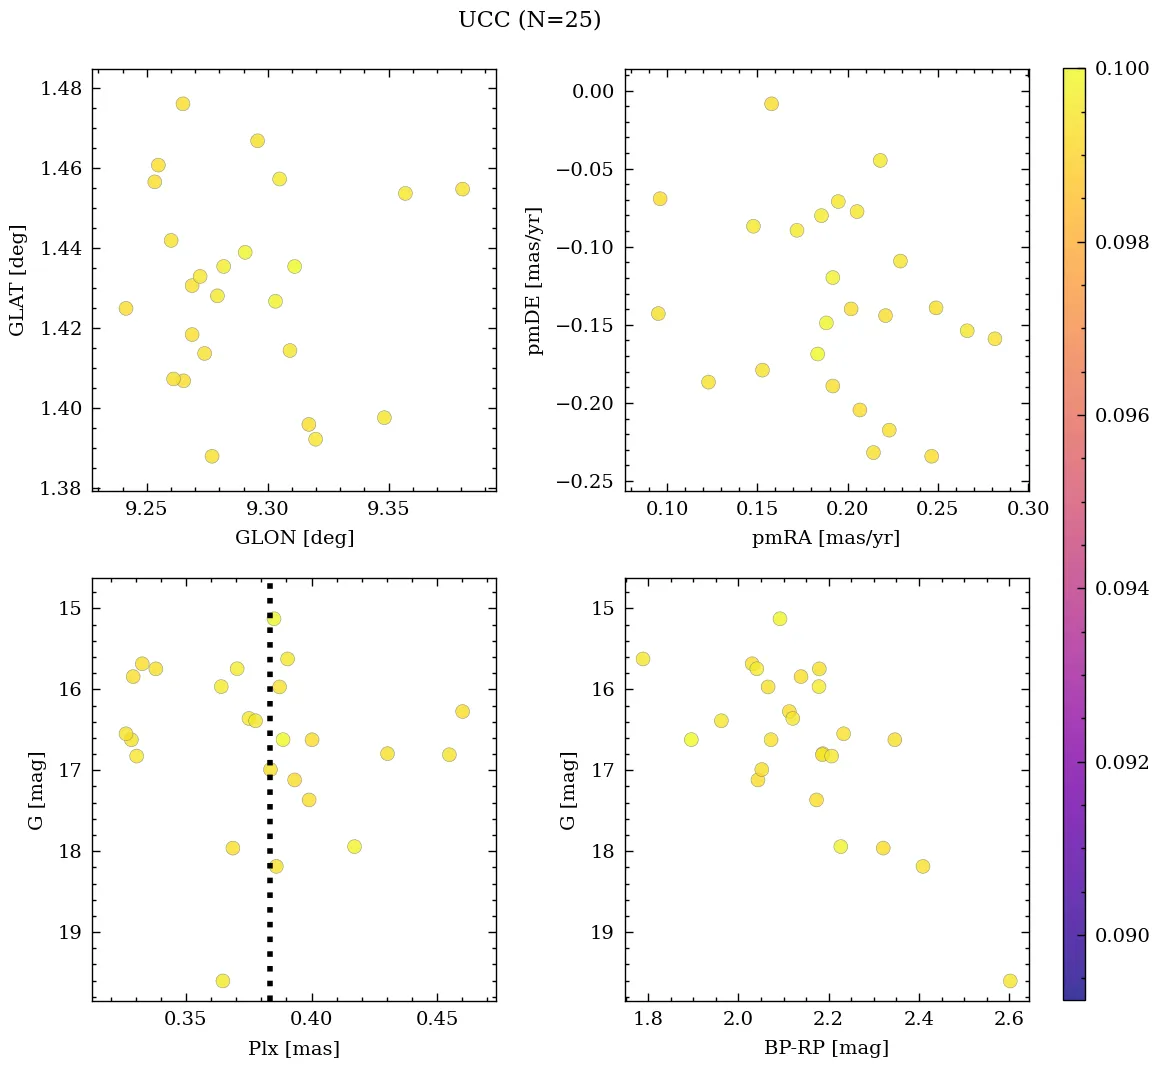 UCC (N=25)
1.48
1.46
1.44
1.42
1.40
1.38
GLAT [deg]
9.25 9.30 9.35
GLON [deg]
0.00
−0.05
−0.10
−0.15
−0.20
−0.25
pmDE [mas/yr]
0.10 0.15 0.20 0.25 0.30
pmRA [mas/yr]
15
16
17
18
19
G [mag]
0.35 0.40 0.45
Plx [mas]
15
16
17
18
19
G [mag]
1.8 2.0 2.2 2.4 2.6
BP-RP [mag]
0.100
0.098
0.096
0.094
0.092
0.090